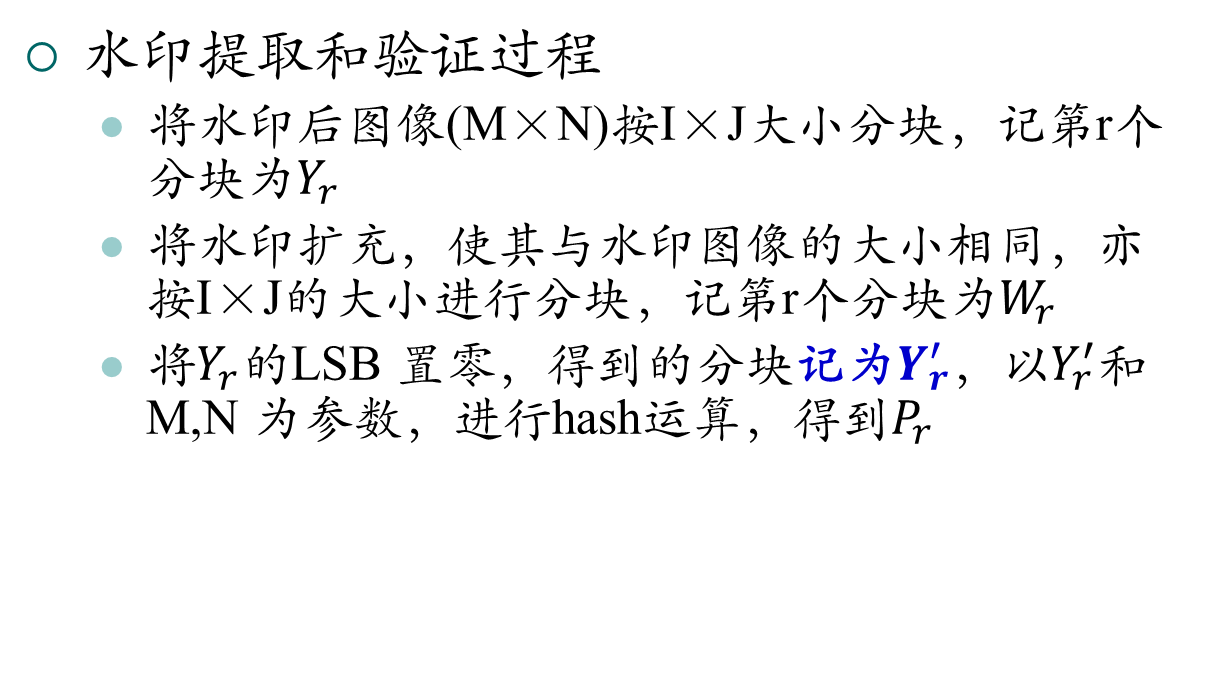 水印提取和验证过程
将水印后图像(M×N)按I×J大小分块，记第r个
分块为Yr
将水印扩充，使其与水印图像的大小相同，亦
按I×J的大小进行分块，记第r个分块为Wr
将Yr的LSB 置零，得到的分块记为Y′r，以Y′r和
M,N 为参数，进行hash运算，得到Pr